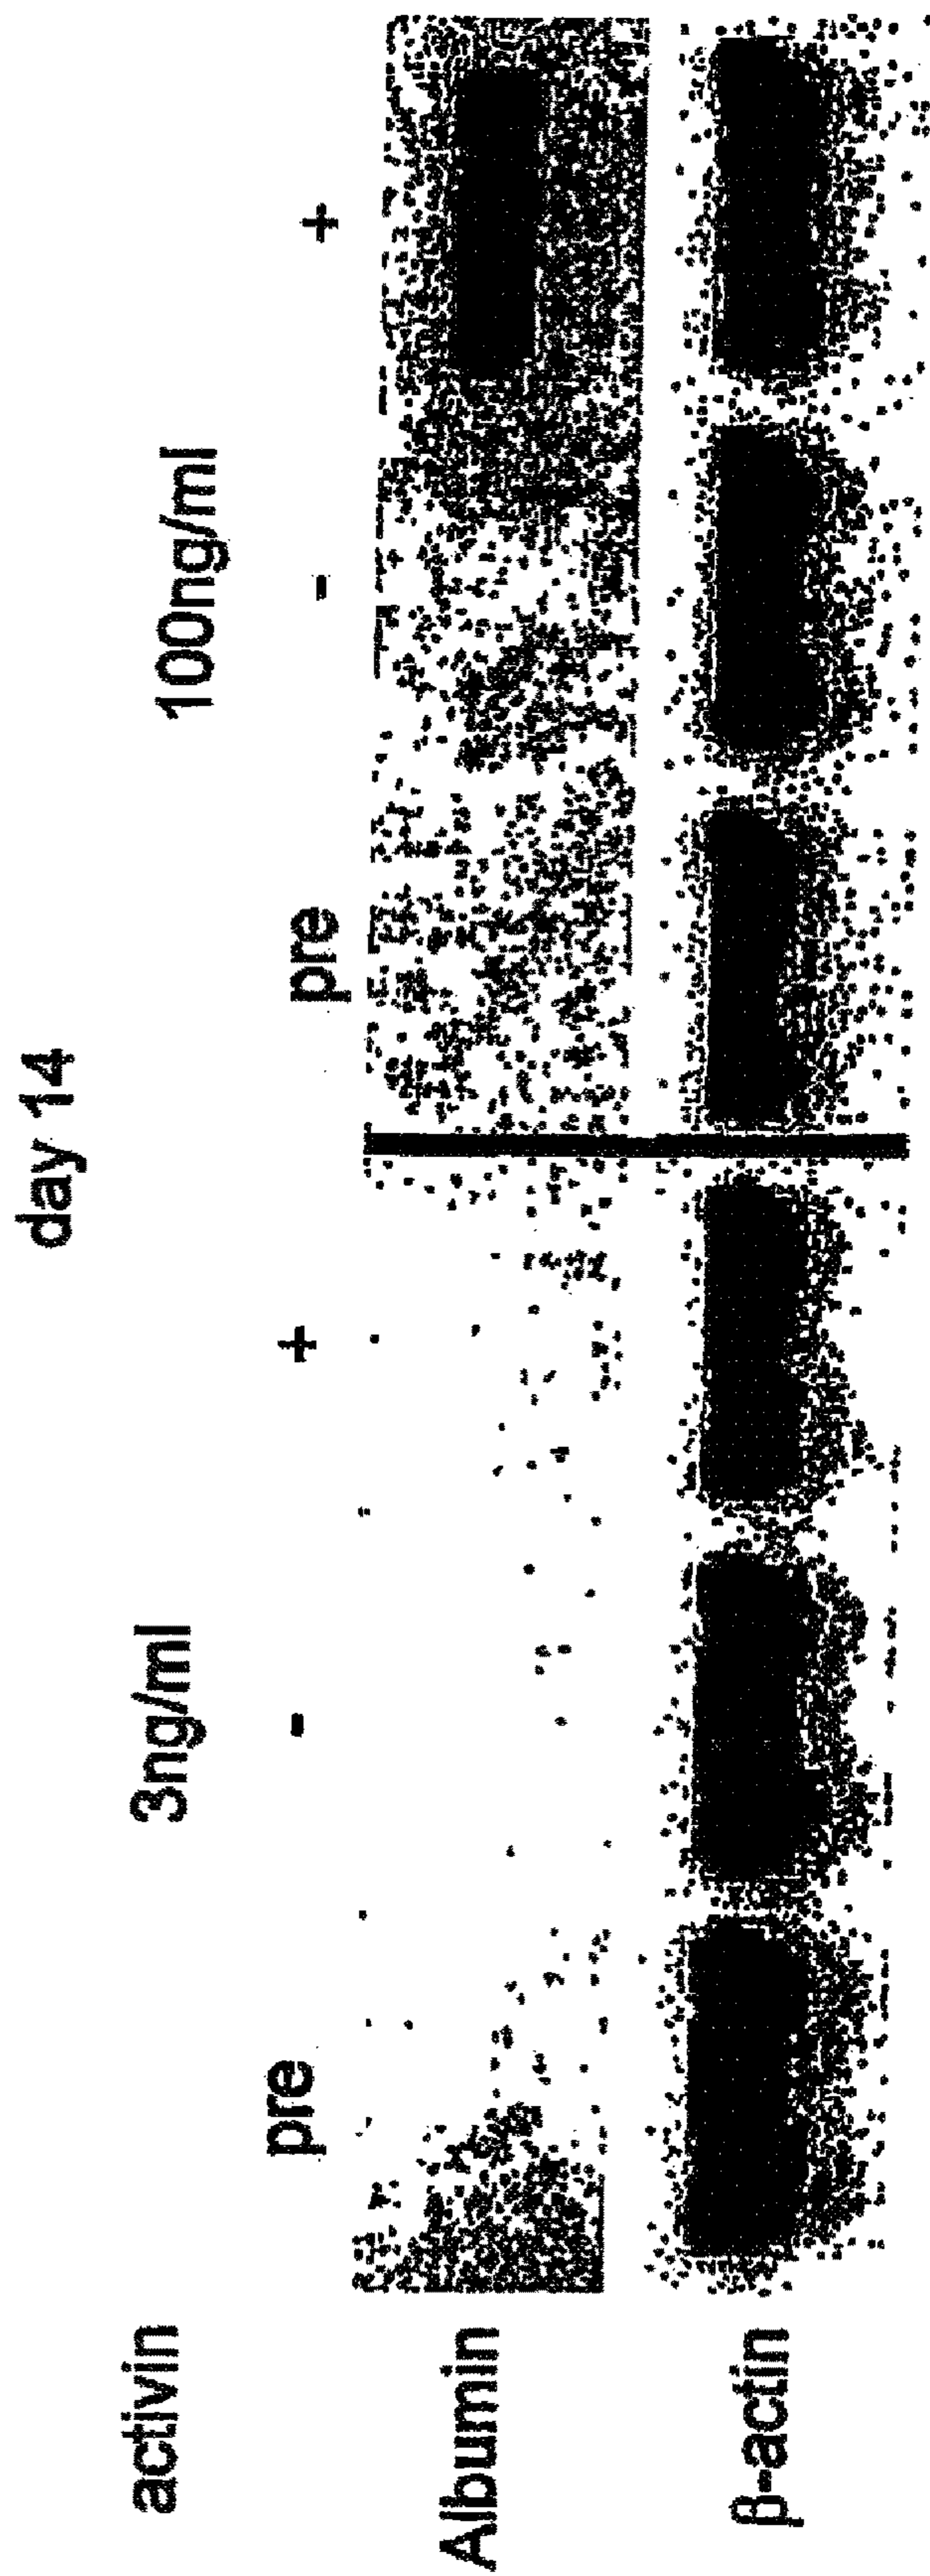 day 14
activin 3ng/ml 100ng/ml
pre - + pre - +
Albumin
β-actin